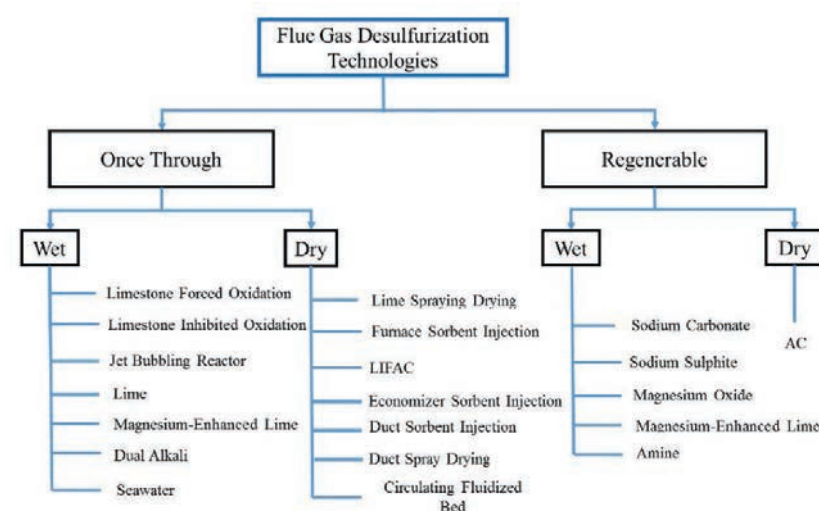 Flue Gas Desulfurization
Technologies
Once Through
Regenerable
Wet
Dry
Wet
Dry
Limestone Forced Oxidation
Limestone Inhibited Oxidation
Jet Bubbling Reactor
Lime
Magnesium-Enhanced Lime
Dual Alkali
Seawater
Lime Spraying Drying
Furnace Sorbent Injection
LIFAC
Economizer Sorbent Injection
Duct Sorbent Injection
Duct Spray Drying
Circulating Fluidized
Bed
Sodium Carbonate
Sodium Sulphite
Magnesium Oxide
Magnesium-Enhanced Lime
Amine
AC